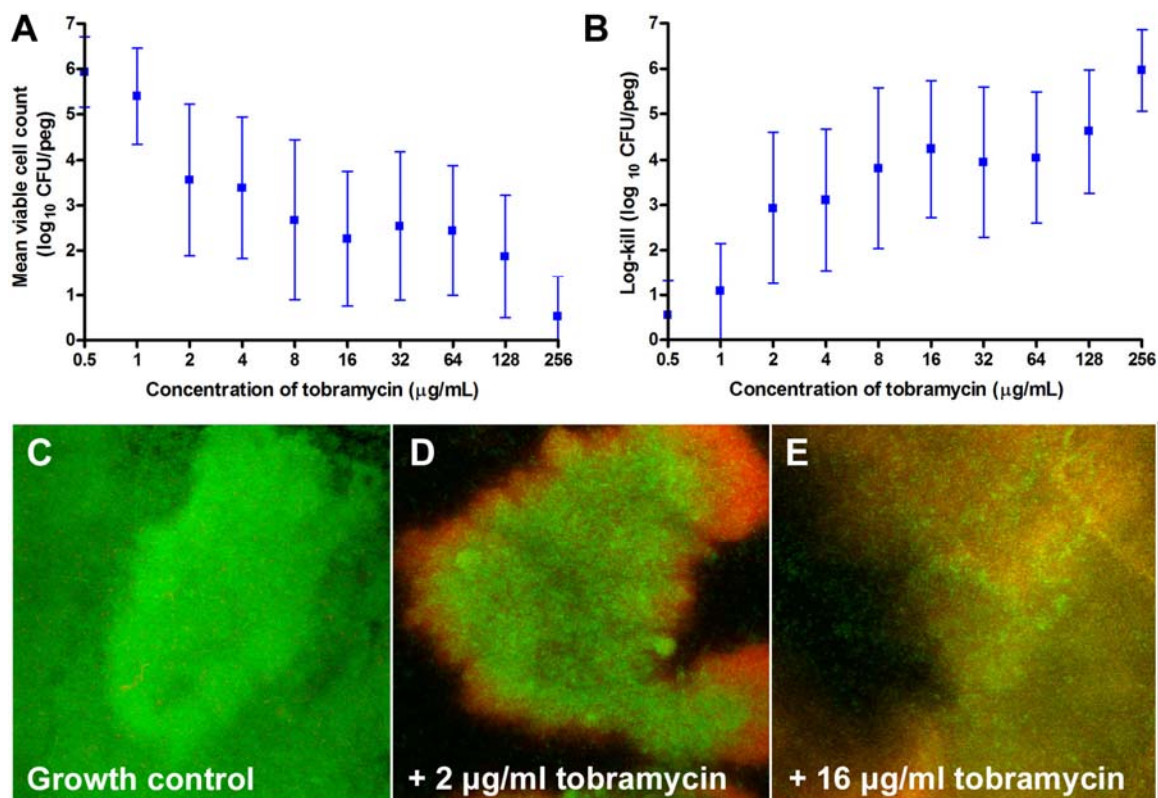 A
Mean viable cell count
(log10 CFU/peg)
7
6
5
4
3
2
1
0
0.5 1 2 4 8 16 32 64 128 256
Concentration of tobramycin (μg/mL)
B
Log-kill (log 10 CFU/peg)
7
6
5
4
3
2
1
0
0.5 1 2 4 8 16 32 64 128 256
Concentration of tobramycin (μg/mL)
C
Growth control
D
+ 2 µg/ml tobramycin
E
+ 16 µg/ml tobramycin